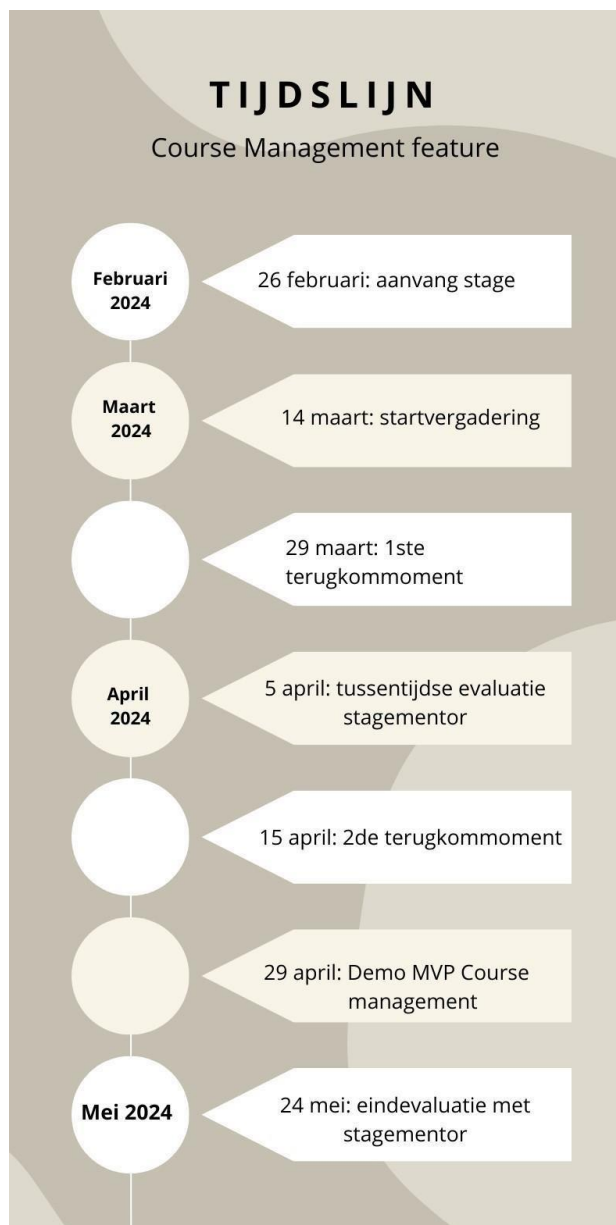 TIJDSLIJN
Course Management feature
Februari
2024
26 februari: aanvang stage
Maart
2024
14 maart: startvergadering
29 maart: 1ste
terugkommoment
April
2024
5 april: tussentijdse evaluatie
stagementor
15 april: 2de terugkommoment
29 april: Demo MVP Course
management
Mei 2024
24 mei: eindevaluatie met
stagementor